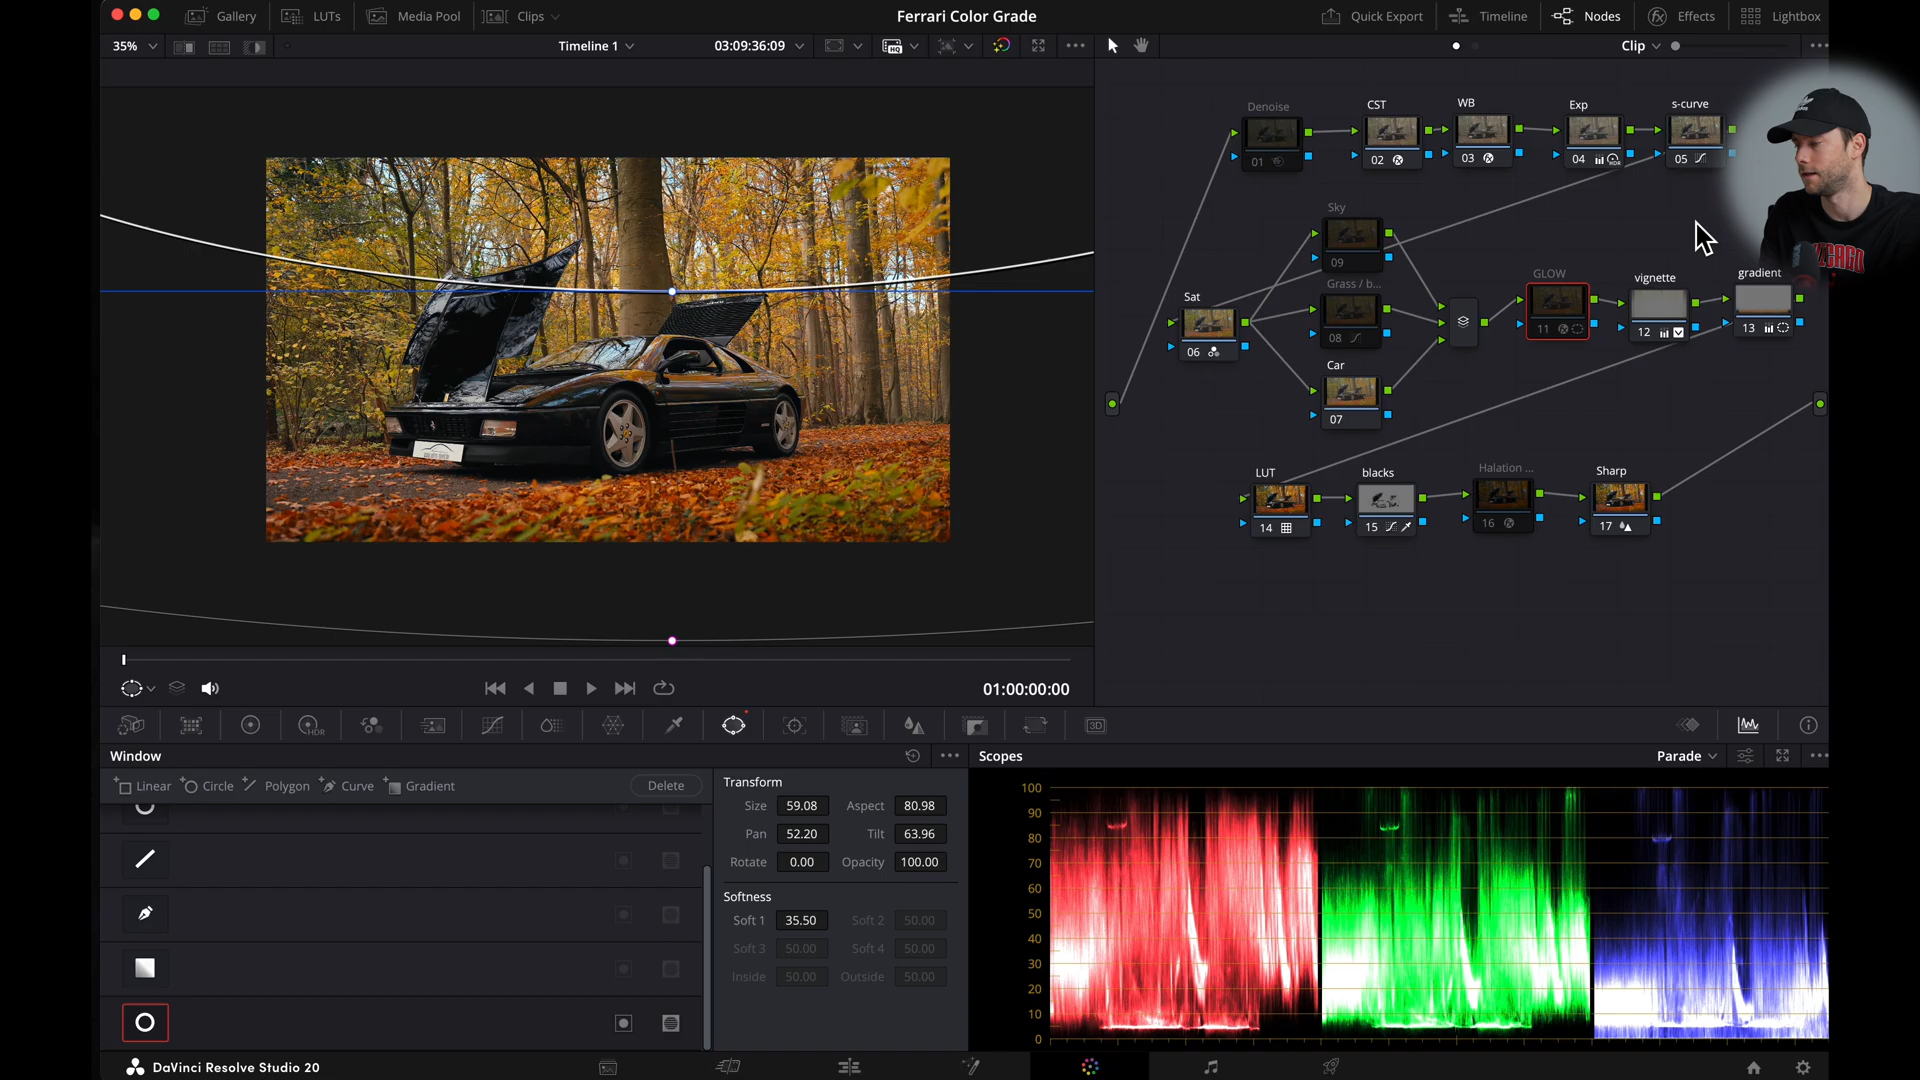 Gallery LUTs Media Pool Clips Ferrari Color Grade Quick Export Timeline Nodes Effects Lightbox
35% Timeline 1 03:09:36:09 HQ Clip
Denoise CST WB Exp s-curve
01 02 03 04 HDR 05
Sky
09
Grass / b...
08
GLOW vignette gradient
11 12 13
Sat
06
Car
07
LUT blacks Halation ... Sharp
14 15 16 17
01:00:00:00
HDR 3D
Window
Linear Circle Polygon Curve Gradient Delete
Transform
Size 59.08 Aspect 80.98
Pan 52.20 Tilt 63.96
Rotate 0.00 Opacity 100.00
Softness
Soft 1 35.50 Soft 2 50.00
Soft 3 50.00 Soft 4 50.00
Inside 50.00 Outside 50.00
Scopes Parade
100
90
80
70
60
50
40
30
20
10
0
DaVinci Resolve Studio 20